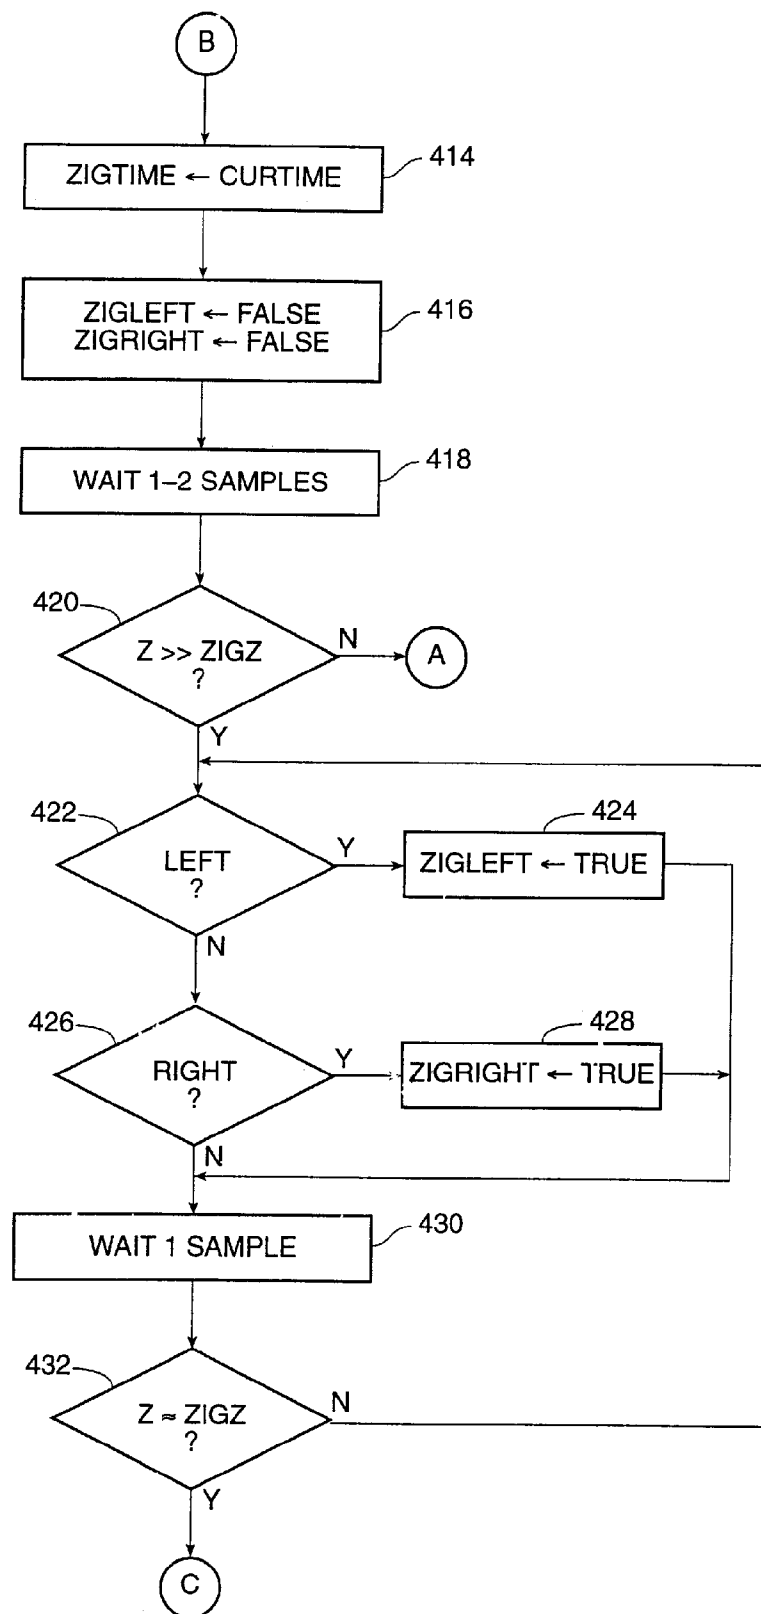 B
ZIGTIME ← CURTIME
414
ZIGLEFT ← FALSE
ZIGRIGHT ← FALSE
416
WAIT 1–2 SAMPLES
418
420
Z >> ZIGZ
?
N
A
Y
422
LEFT
?
Y
424
ZIGLEFT ← TRUE
N
426
RIGHT
?
Y
428
ZIGRIGHT ← TRUE
N
WAIT 1 SAMPLE
430
432
Z ≈ ZIGZ
?
N
Y
C